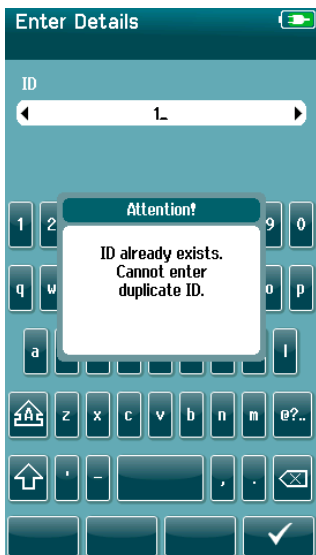 Enter Details
ID
1_
Attention!
ID already exists.
Cannot enter
duplicate ID.
1 2 9 0
q w o p
a l
A z x c v b n m @?..
' - , .